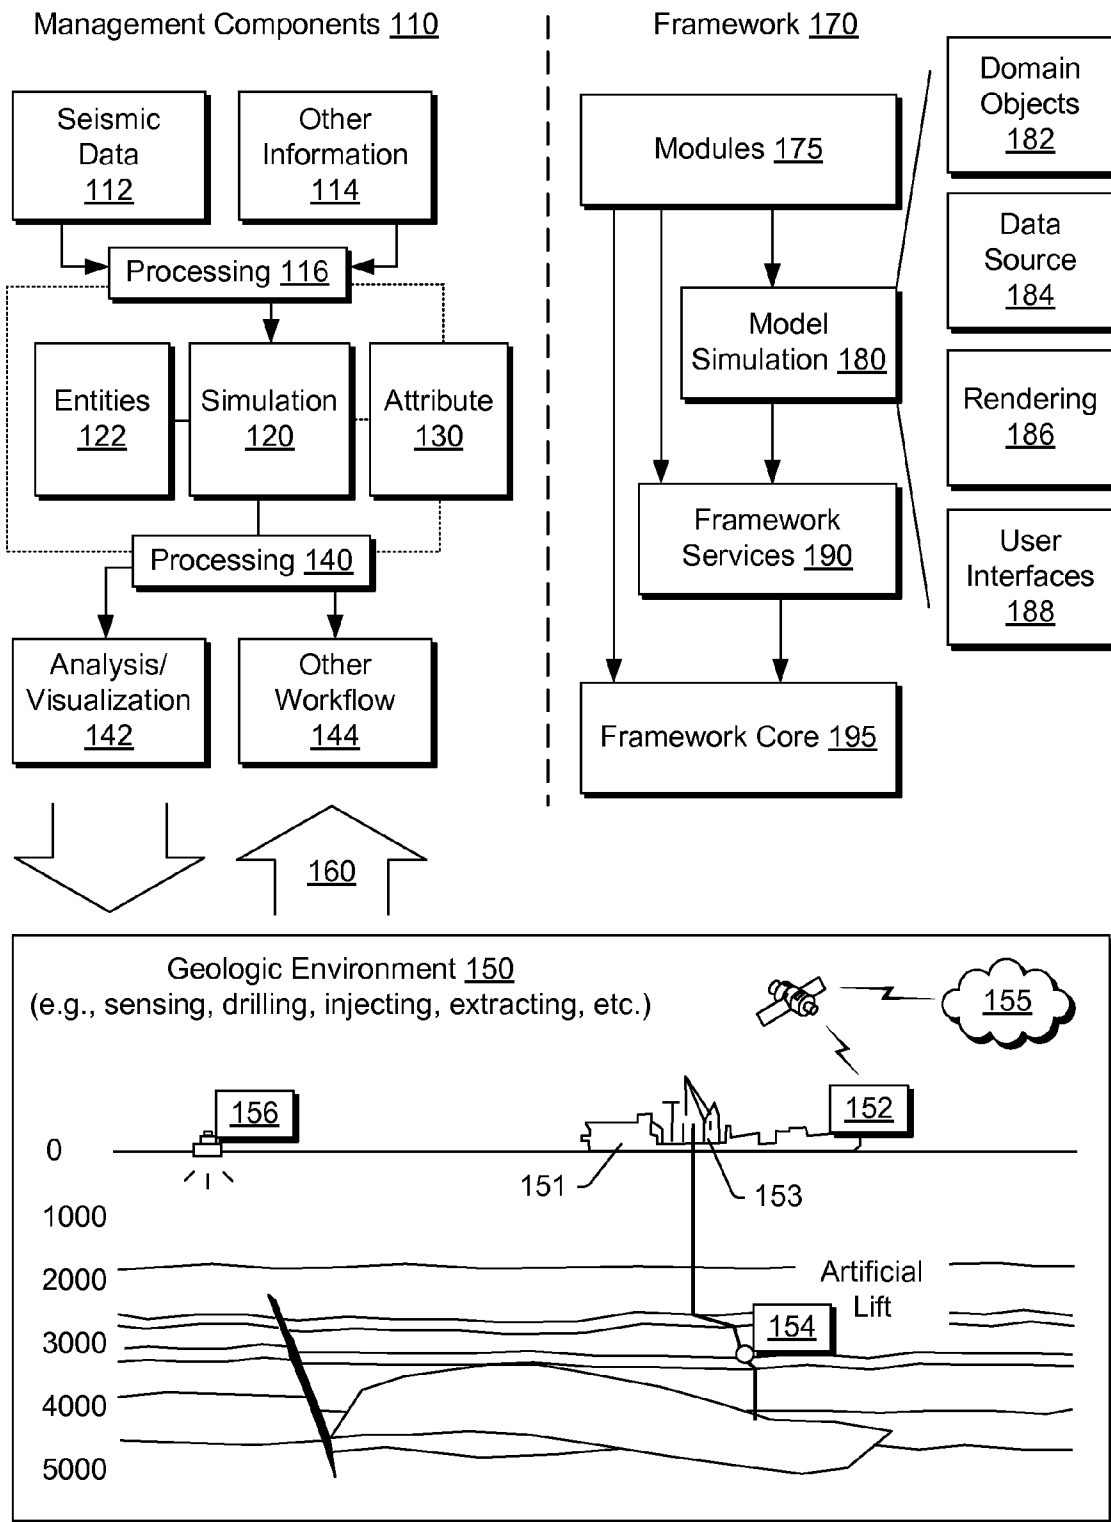 Management Components 110
Seismic
Data
112
Other
Information
114
Processing 116
Entities
122
Simulation
120
Attribute
130
Processing 140
Analysis/
Visualization
142
Other
Workflow
144
160
Framework 170
Modules 175
Model
Simulation 180
Framework
Services 190
Framework Core 195
Domain
Objects
182
Data
Source
184
Rendering
186
User
Interfaces
188
Geologic Environment 150
(e.g., sensing, drilling, injecting, extracting, etc.)
155
156
152
151
153
0
1000
2000
3000
4000
5000
Artificial
Lift
154